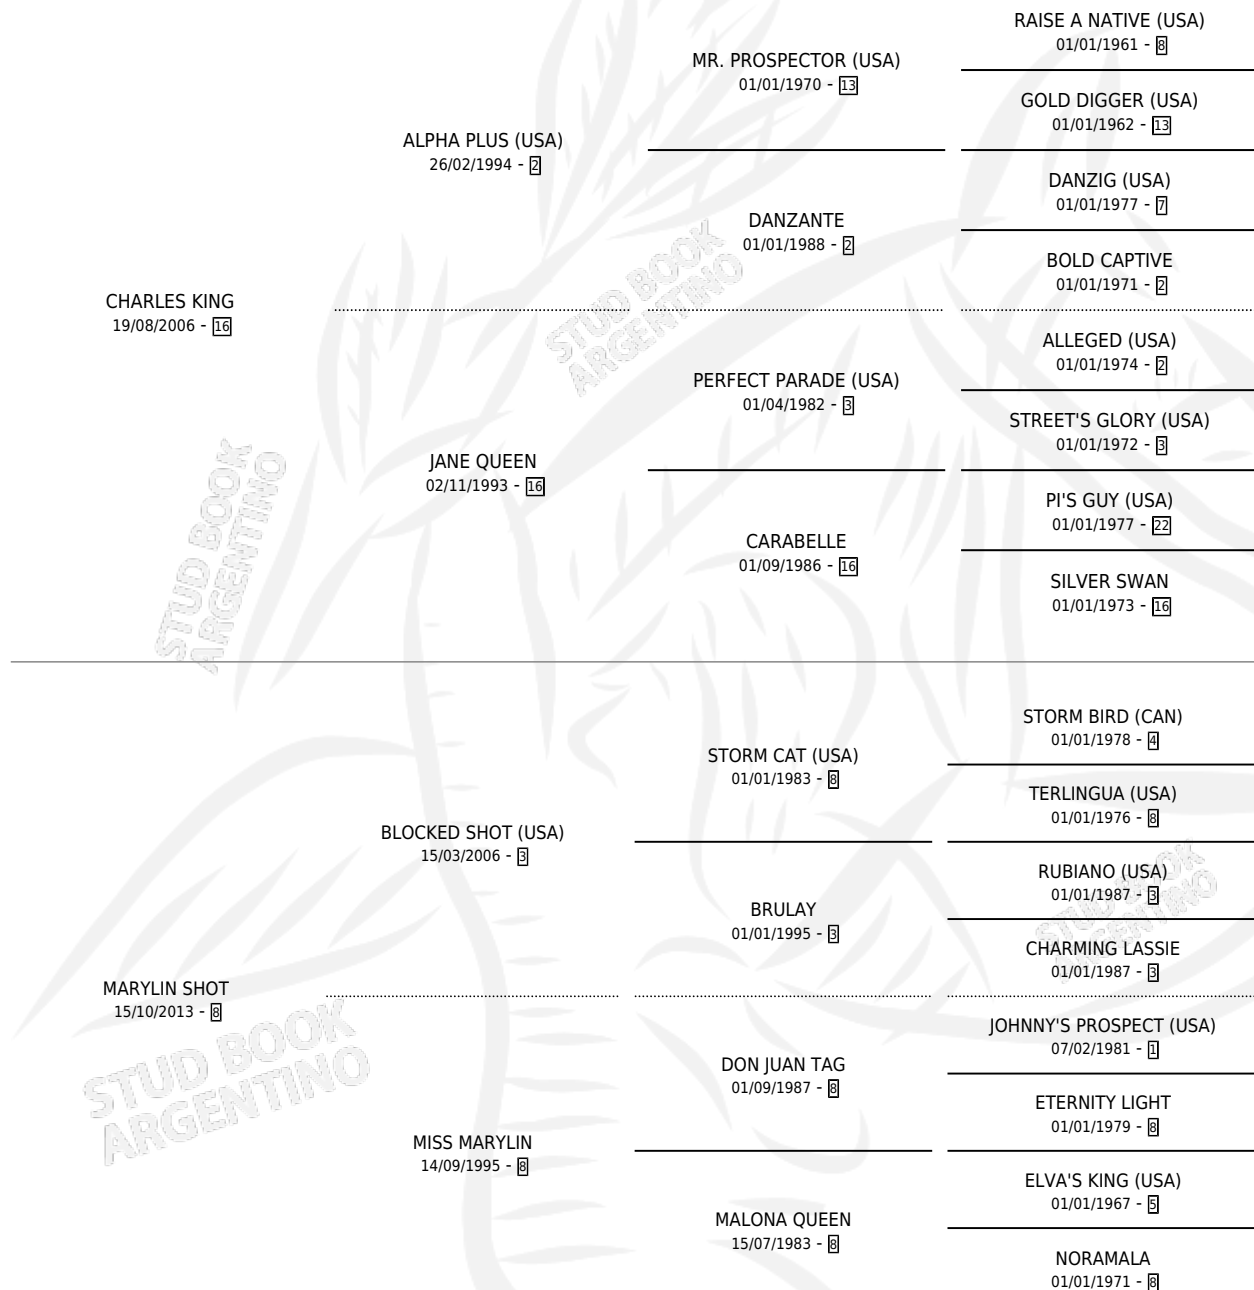 RAISE A NATIVE (USA)
01/01/1961 - 8
MR. PROSPECTOR (USA)
01/01/1970 - 13
GOLD DIGGER (USA)
01/01/1962 - 13
ALPHA PLUS (USA)
26/02/1994 - 2
DANZIG (USA)
01/01/1977 - 7
DANZANTE
01/01/1988 - 2
BOLD CAPTIVE
01/01/1971 - 2
CHARLES KING
19/08/2006 - 16
ALLEGED (USA)
01/01/1974 - 2
PERFECT PARADE (USA)
01/04/1982 - 3
STREET'S GLORY (USA)
01/01/1972 - 3
JANE QUEEN
02/11/1993 - 16
PI'S GUY (USA)
01/01/1977 - 22
CARABELLE
01/09/1986 - 16
SILVER SWAN
01/01/1973 - 16
STUD BOOK
ARGENTINO
STUD BOOK
ARGENTINO
STORM BIRD (CAN)
01/01/1978 - 4
STORM CAT (USA)
01/01/1983 - 8
TERLINGUA (USA)
01/01/1976 - 8
BLOCKED SHOT (USA)
15/03/2006 - 3
RUBIANO (USA)
01/01/1987 - 3
BRULAY
01/01/1995 - 3
CHARMING LASSIE
01/01/1987 - 3
STUD BOOK
ARGENTINO
MARYLIN SHOT
15/10/2013 - 8
JOHNNY'S PROSPECT (USA)
07/02/1981 - 1
DON JUAN TAG
01/09/1987 - 8
ETERNITY LIGHT
01/01/1979 - 8
STUD BOOK
ARGENTINO
MISS MARYLIN
14/09/1995 - 8
ELVA'S KING (USA)
01/01/1967 - 5
MALONA QUEEN
15/07/1983 - 8
NORAMALA
01/01/1971 - 8